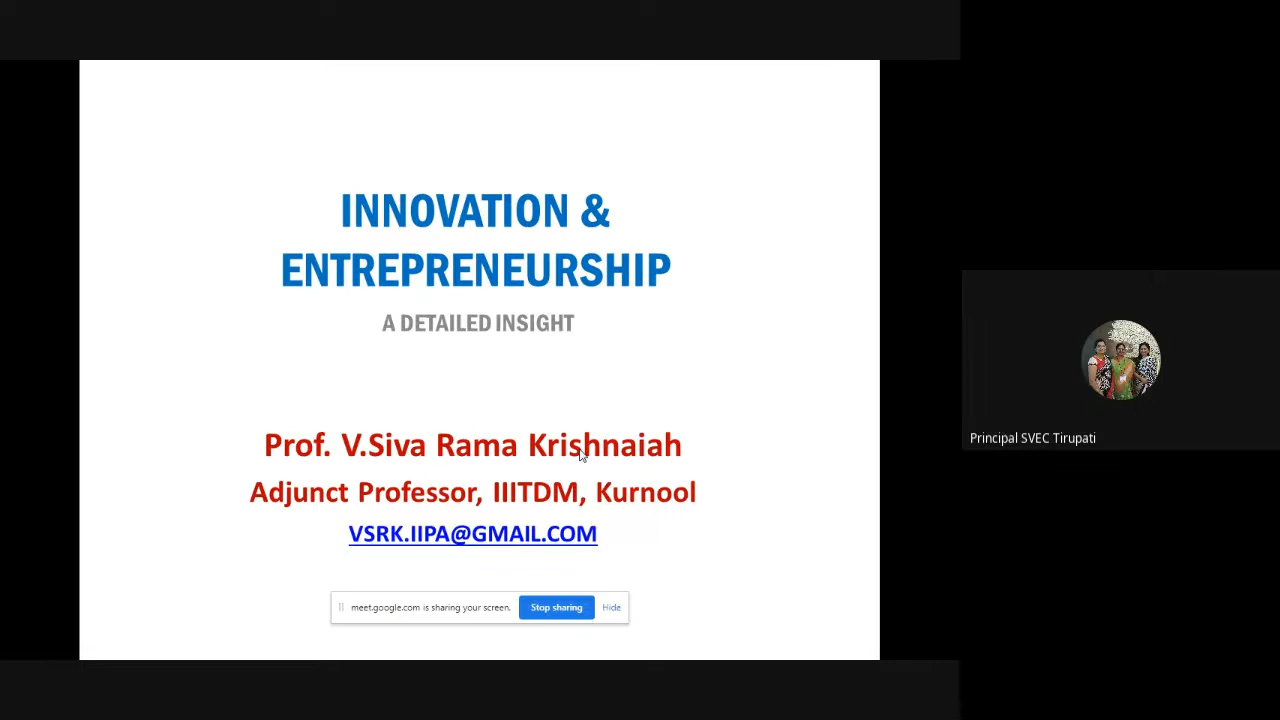 INNOVATION &
ENTREPRENEURSHIP
A DETAILED INSIGHT
Prof. V.Siva Rama Krishnaiah
Adjunct Professor, IIITDM, Kurnool
VSRK.IIPA@GMAIL.COM
meet.google.com is sharing your screen. Stop sharing Hide
Principal SVEC Tirupati